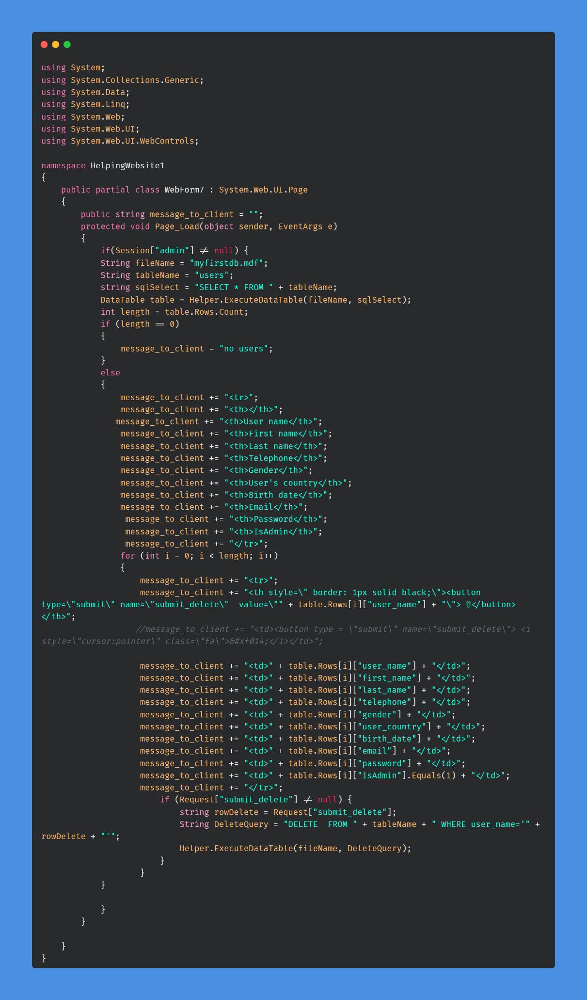 using System;
using System.Collections.Generic;
using System.Data;
using System.Linq;
using System.Web;
using System.Web.UI;
using System.Web.UI.WebControls;

namespace HelpingWebsite1
{
    public partial class WebForm7 : System.Web.UI.Page
    {
        public string message_to_client = "";
        protected void Page_Load(object sender, EventArgs e)
        {
            if(Session["admin"] != null) {
            String fileName = "myfirstdb.mdf";
            String tableName = "users";
            string sqlSelect = "SELECT * FROM " + tableName;
            DataTable table = Helper.ExecuteDataTable(fileName, sqlSelect);
            int length = table.Rows.Count;
            if (length == 0)
            {
                message_to_client = "no users";
            }
            else
            {
                message_to_client += "<tr>";
                message_to_client += "<th></th>";
               message_to_client += "<th>User name</th>";
                message_to_client += "<th>First name</th>";
                message_to_client += "<th>Last name</th>";
                message_to_client += "<th>Telephone</th>";
                message_to_client += "<th>Gender</th>";
                message_to_client += "<th>User's country</th>";
                message_to_client += "<th>Birth date</th>";
                message_to_client += "<th>Email</th>";
                 message_to_client += "<th>Password</th>";
                 message_to_client += "<th>IsAdmin</th>";
                 message_to_client += "</tr>";
                for (int i = 0; i < length; i++)
                {
                    message_to_client += "<tr>";
                    message_to_client += "<th style=\" border: 1px solid black;\"><button
type=\"submit\" name=\"submit_delete\"  value=\"" + table.Rows[i]["user_name"] + "\"> 🗑</button>
</th>";
                   //message_to_client += "<td><button type = \"submit\" name=\"submit_delete\"> <i
style=\"cursor:pointer\" class=\"fa\">&#xf014;</i></td>";

                    message_to_client += "<td>" + table.Rows[i]["user_name"] + "</td>";
                    message_to_client += "<td>" + table.Rows[i]["first_name"] + "</td>";
                    message_to_client += "<td>" + table.Rows[i]["last_name"] + "</td>";
                    message_to_client += "<td>" + table.Rows[i]["telephone"] + "</td>";
                    message_to_client += "<td>" + table.Rows[i]["gender"] + "</td>";
                    message_to_client += "<td>" + table.Rows[i]["user_country"] + "</td>";
                    message_to_client += "<td>" + table.Rows[i]["birth_date"] + "</td>";
                    message_to_client += "<td>" + table.Rows[i]["email"] + "</td>";
                    message_to_client += "<td>" + table.Rows[i]["password"] + "</td>";
                    message_to_client += "<td>" + table.Rows[i]["isAdmin"].Equals(1) + "</td>";
                    message_to_client += "</tr>";
                        if (Request["submit_delete"] != null) {
                            string rowDelete = Request["submit_delete"];
                            String DeleteQuery = "DELETE  FROM " + tableName + " WHERE user_name='" +
rowDelete + "'";
                            Helper.ExecuteDataTable(fileName, DeleteQuery);
                        }
                    }
            }

            }
        }

    }
}